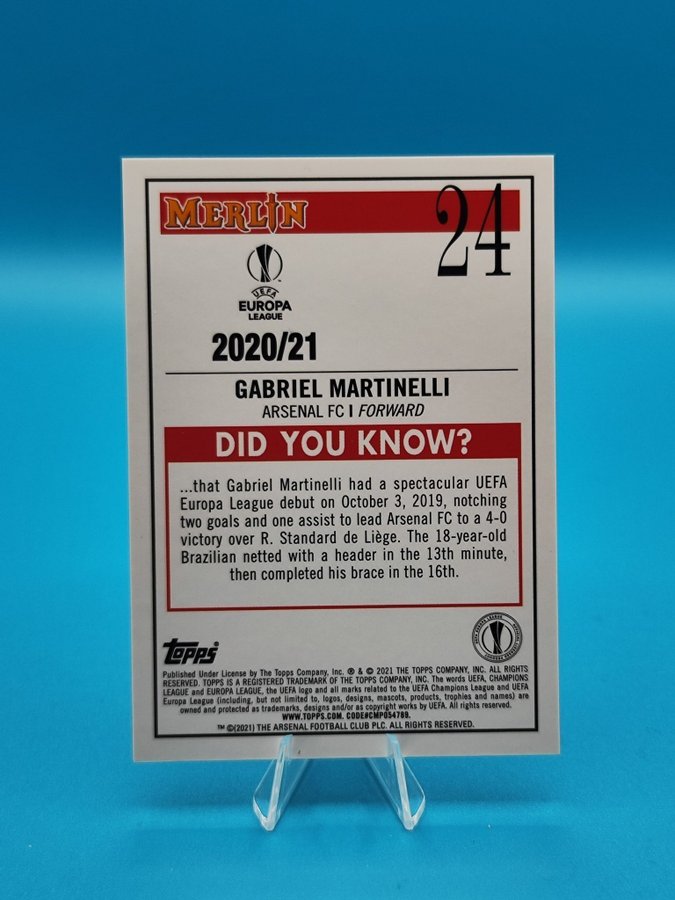 MERLIN
24
UEFA
EUROPA
LEAGUE
2020/21
GABRIEL MARTINELLI
ARSENAL FC | FORWARD
DID YOU KNOW?
...that Gabriel Martinelli had a spectacular UEFA
Europa League debut on October 3, 2019, notching
two goals and one assist to lead Arsenal FC to a 4-0
victory over R. Standard de Liège. The 18-year-old
Brazilian netted with a header in the 13th minute,
then completed his brace in the 16th.
Topps
Published Under License by The Topps Company, Inc. ® & © 2021 THE TOPPS COMPANY, INC. ALL RIGHTS
RESERVED. TOPPS IS A REGISTERED TRADEMARK OF THE TOPPS COMPANY, INC. The words UEFA, CHAMPIONS
LEAGUE and EUROPA LEAGUE, the UEFA logo and all marks related to the UEFA Champions League and UEFA
Europa League (including, but not limited to, logos, designs, mascots, products, trophies and names) are
owned and protected as trademarks, designs and/or as copyright works by UEFA. All rights reserved.
WWW.TOPPS.COM. CODE#CMP054789.
™ ©(2021) THE ARSENAL FOOTBALL CLUB PLC. ALL RIGHTS RESERVED.